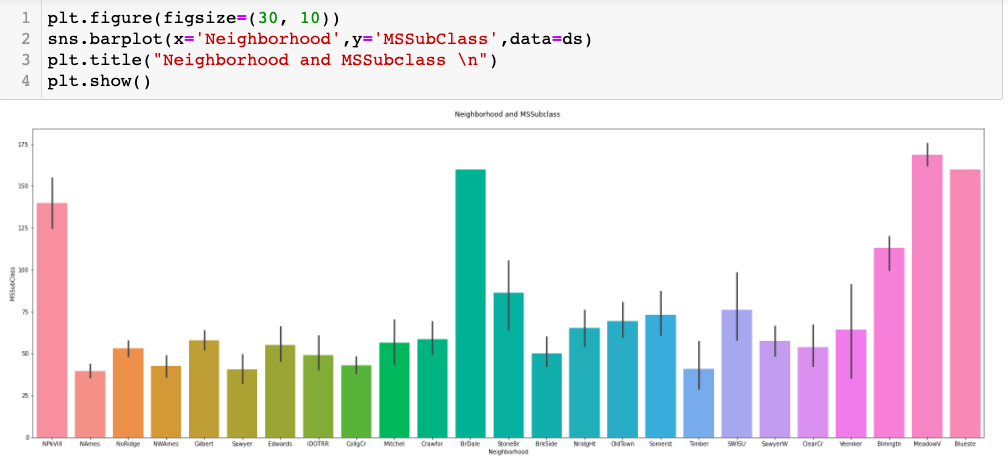 1 plt.figure(figsize=(30, 10))
2 sns.barplot(x='Neighborhood',y='MSSubClass',data=ds)
3 plt.title("Neighborhood and MSSubclass \n")
4 plt.show()
Neighborhood and MSSubclass
175
150
125
100
75
50
25
0
MSSubClass
NPkVill NAmes NoRidge NWAmes Gilbert Sawyer Edwards IDOTRR CollgCr Mitchel Crawfor BrDale StoneBr BrkSide NridgHt OldTown Somerst Timber SWISU SawyerW ClearCr Veenker Blmngtn MeadowV Blueste
Neighborhood